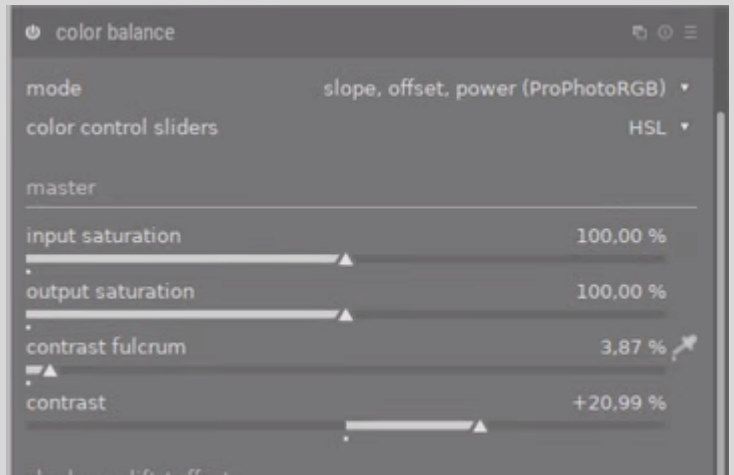 color balance
mode slope, offset, power (ProPhotoRGB)
color control sliders HSL
master
input saturation 100,00 %
output saturation 100,00 %
contrast fulcrum 3,87 %
contrast +20,99 %